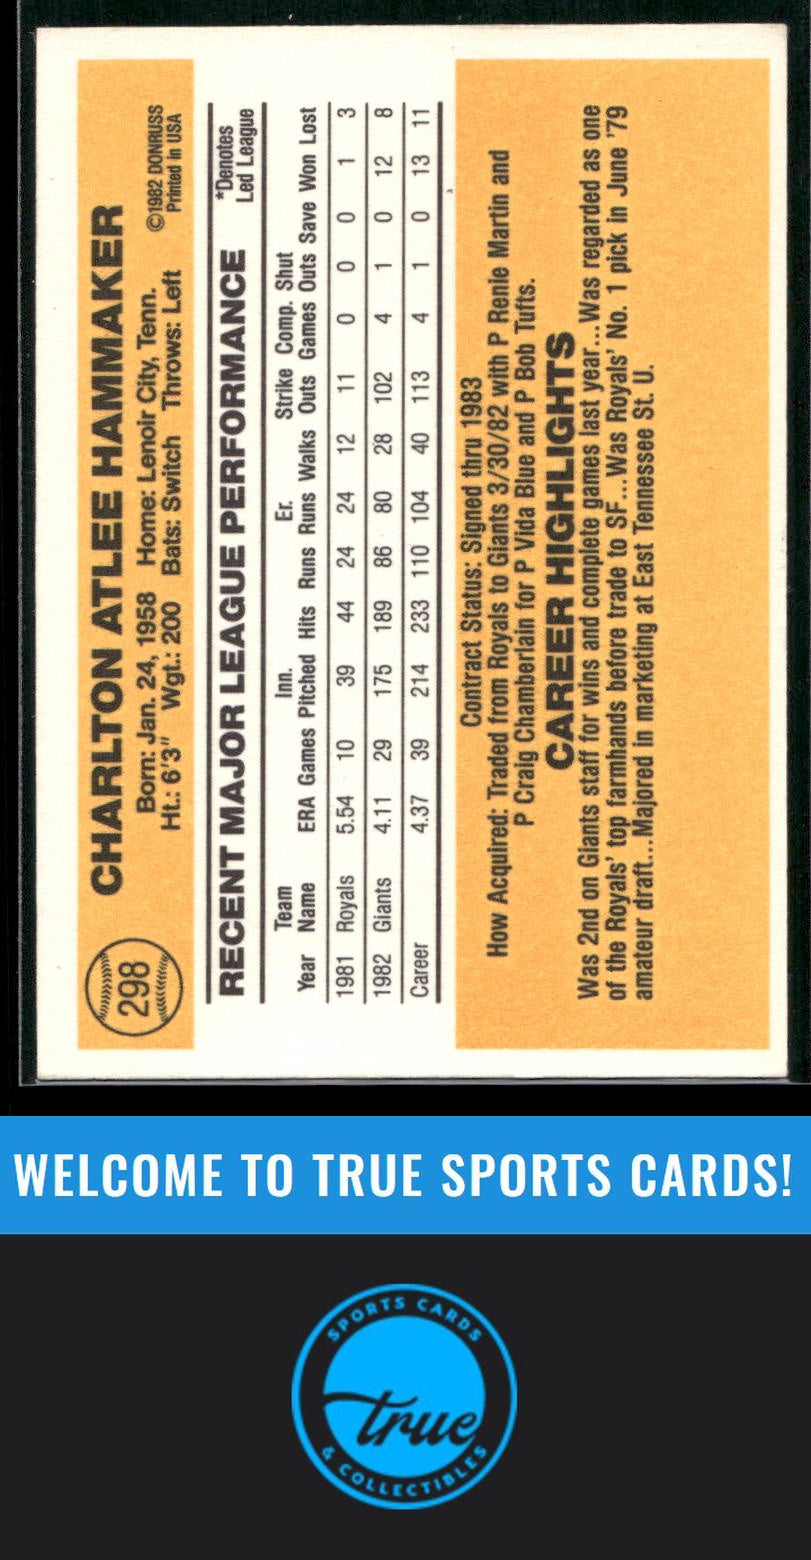 298
CHARLTON ATLEE HAMMAKER
Born: Jan. 24, 1958 Home: Lenoir City, Tenn.
Ht.: 6'3" Wgt.: 200 Bats: Switch Throws: Left
©1982 DONRUSS
Printed in USA
RECENT MAJOR LEAGUE PERFORMANCE
*Denotes
Led League
Team Inn. Er. Strike Comp. Shut
Year Name ERA Games Pitched Hits Runs Runs Walks Outs Games Outs Save Won Lost
1981 Royals 5.54 10 39 44 24 24 12 11 0 0 0 1 3
1982 Giants 4.11 29 175 189 86 80 28 102 4 1 0 12 8
Career 4.37 39 214 233 110 104 40 113 4 1 0 13 11
Contract Status: Signed thru 1983
How Acquired: Traded from Royals to Giants 3/30/82 with P Renie Martin and
P Craig Chamberlain for P Vida Blue and P Bob Tufts.
CAREER HIGHLIGHTS
Was 2nd on Giants staff for wins and complete games last year...Was regarded as one
of the Royals' top farmhands before trade to SF...Was Royals' No. 1 pick in June '79
amateur draft...Majored in marketing at East Tennessee St. U.
WELCOME TO TRUE SPORTS CARDS!
SPORTS CARDS
true
& COLLECTIBLES